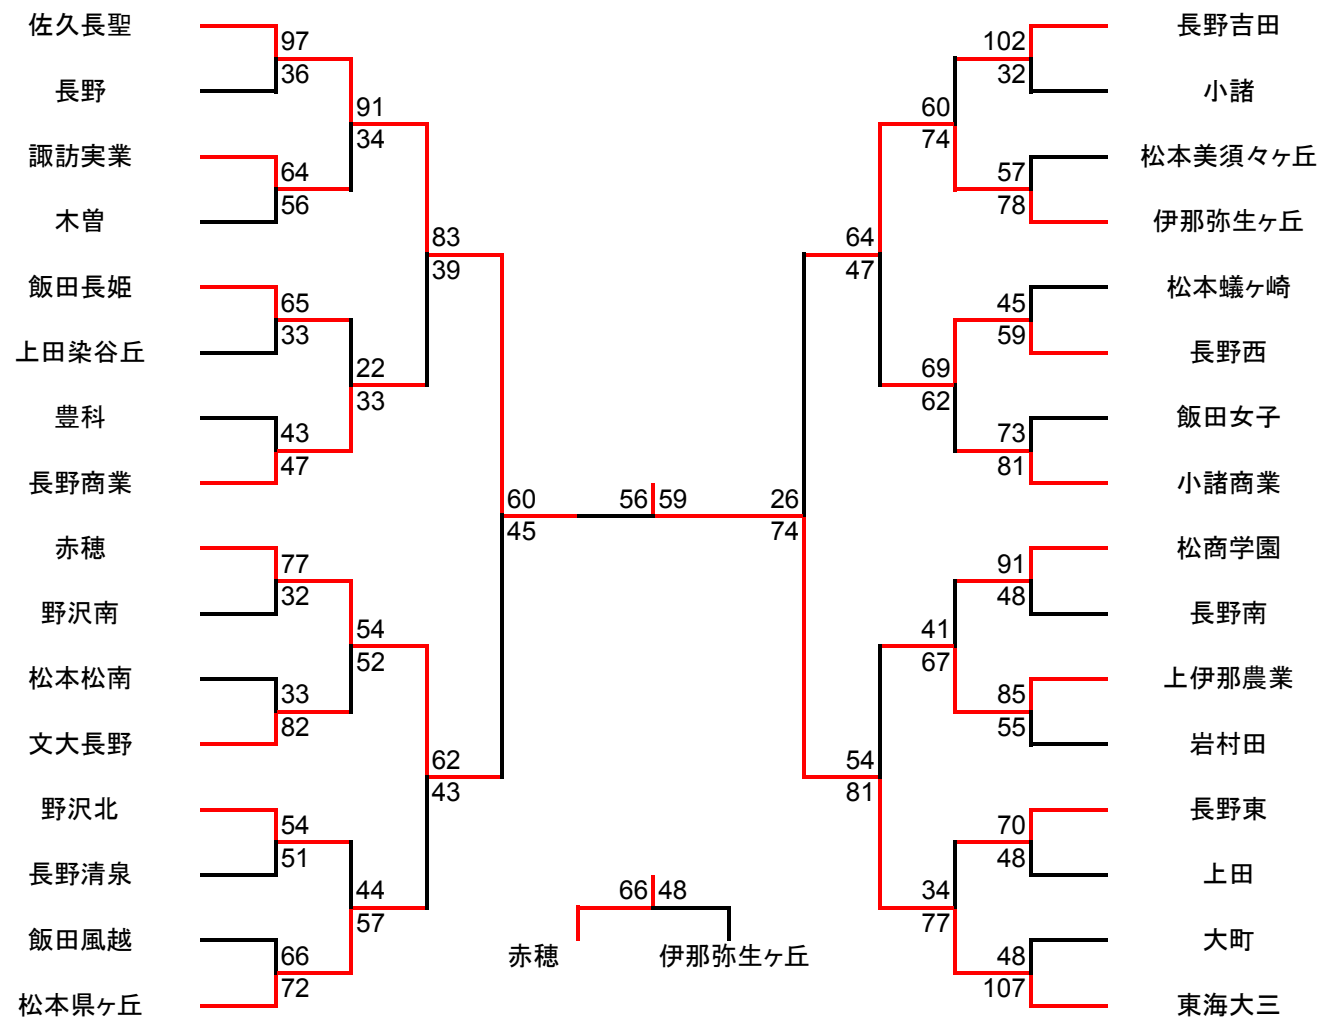 佐久長聖
97
36
長野
91
34
諏訪実業
64
56
木曽
83
39
飯田長姫
65
33
上田染谷丘
22
33
豊科
43
47
長野商業
60
45
赤穂
77
32
野沢南
54
52
松本松南
33
82
文大長野
62
43
野沢北
54
51
長野清泉
44
57
飯田風越
66
72
松本県ヶ丘
56 59
66 48
赤穂 伊那弥生ヶ丘
長野吉田
102
32
小諸
60
74
松本美須々ヶ丘
57
78
伊那弥生ヶ丘
64
47
松本蟻ヶ崎
45
59
長野西
69
62
飯田女子
73
81
小諸商業
26
74
松商学園
91
48
長野南
41
67
上伊那農業
85
55
岩村田
54
81
長野東
70
48
上田
34
77
大町
48
107
東海大三